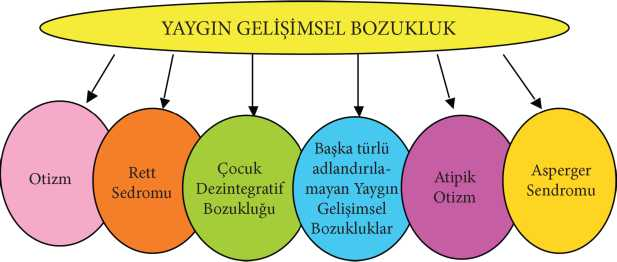 YAYGIN GELİŞİMSEL BOZUKLUK
Otizm
Rett
Sedromu
Çocuk
Dezintegratif
Bozukluğu
Başka türlü
adlandırıla-
mayan Yaygın
Gelişimsel
Bozukluklar
Atipik
Otizm
Asperger
Sendromu